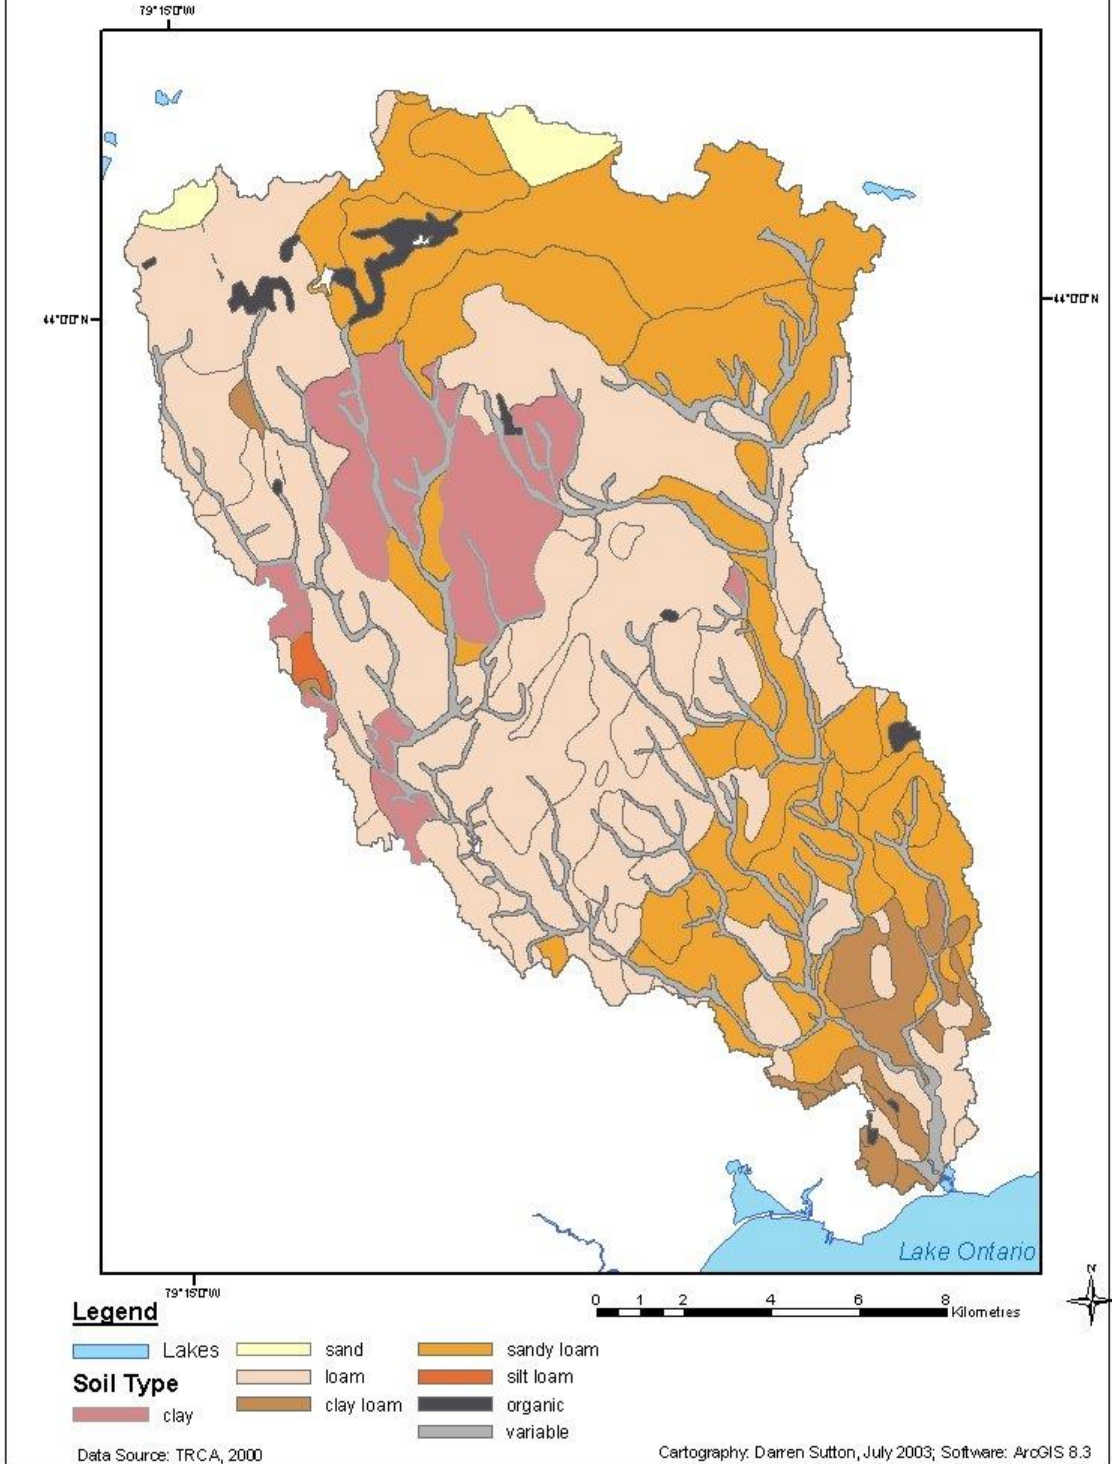 79°15'0"W
44°0'0"N
44°0'0"N
Lake Ontario
79°15'0"W
N
0 1 2 4 6 8 Kilometres
Legend
Lakes
sand
sandy loam
Soil Type
loam
silt loam
clay
clay loam
organic
variable
Data Source: TRCA, 2000
Cartography: Darren Sutton, July 2003; Software: ArcGIS 8.3